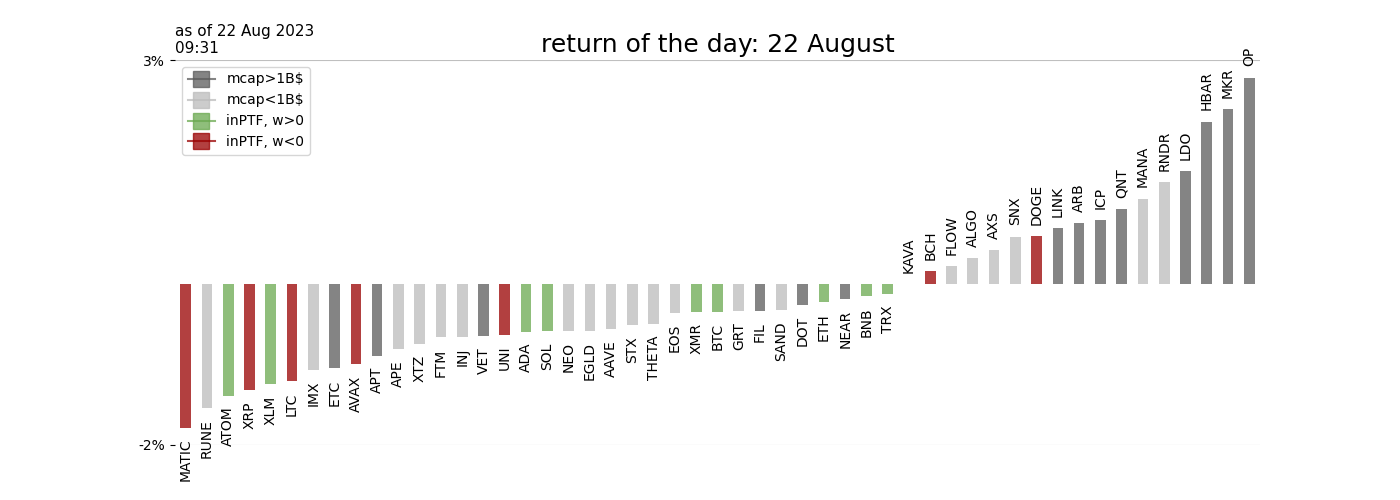 as of 22 Aug 2023
09:31
return of the day: 22 August
3%
mcap>1B$
mcap<1B$
inPTF, w>0
inPTF, w<0
-2%
MATIC
RUNE
ATOM
XRP
XLM
LTC
IMX
ETC
AVAX
APT
APE
XTZ
FTM
INJ
VET
UNI
ADA
SOL
NEO
EGLD
AAVE
STX
THETA
EOS
XMR
BTC
GRT
FIL
SAND
DOT
ETH
NEAR
BNB
TRX
KAVA
BCH
FLOW
ALGO
AXS
SNX
DOGE
LINK
ARB
ICP
QNT
MANA
RNDR
LDO
HBAR
MKR
OP